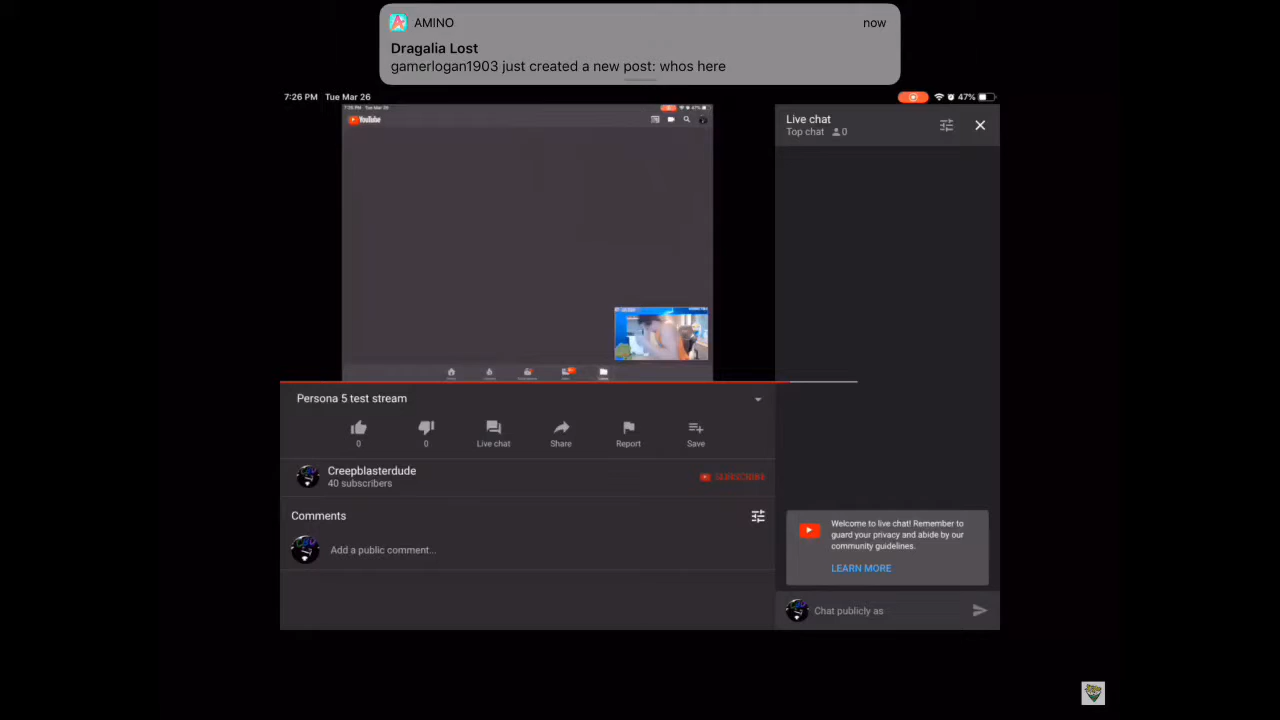 AMINO
now
Dragalia Lost
gamerlogan1903 just created a new post: whos here
7:26 PM Tue Mar 26
47%
YouTube
Live chat
Top chat 0
Persona 5 test stream
0
0
Live chat
Share
Report
Save
Creepblasterdude
40 subscribers
SUBSCRIBE
Comments
Add a public comment...
Welcome to live chat! Remember to
guard your privacy and abide by our
community guidelines.
LEARN MORE
Chat publicly as